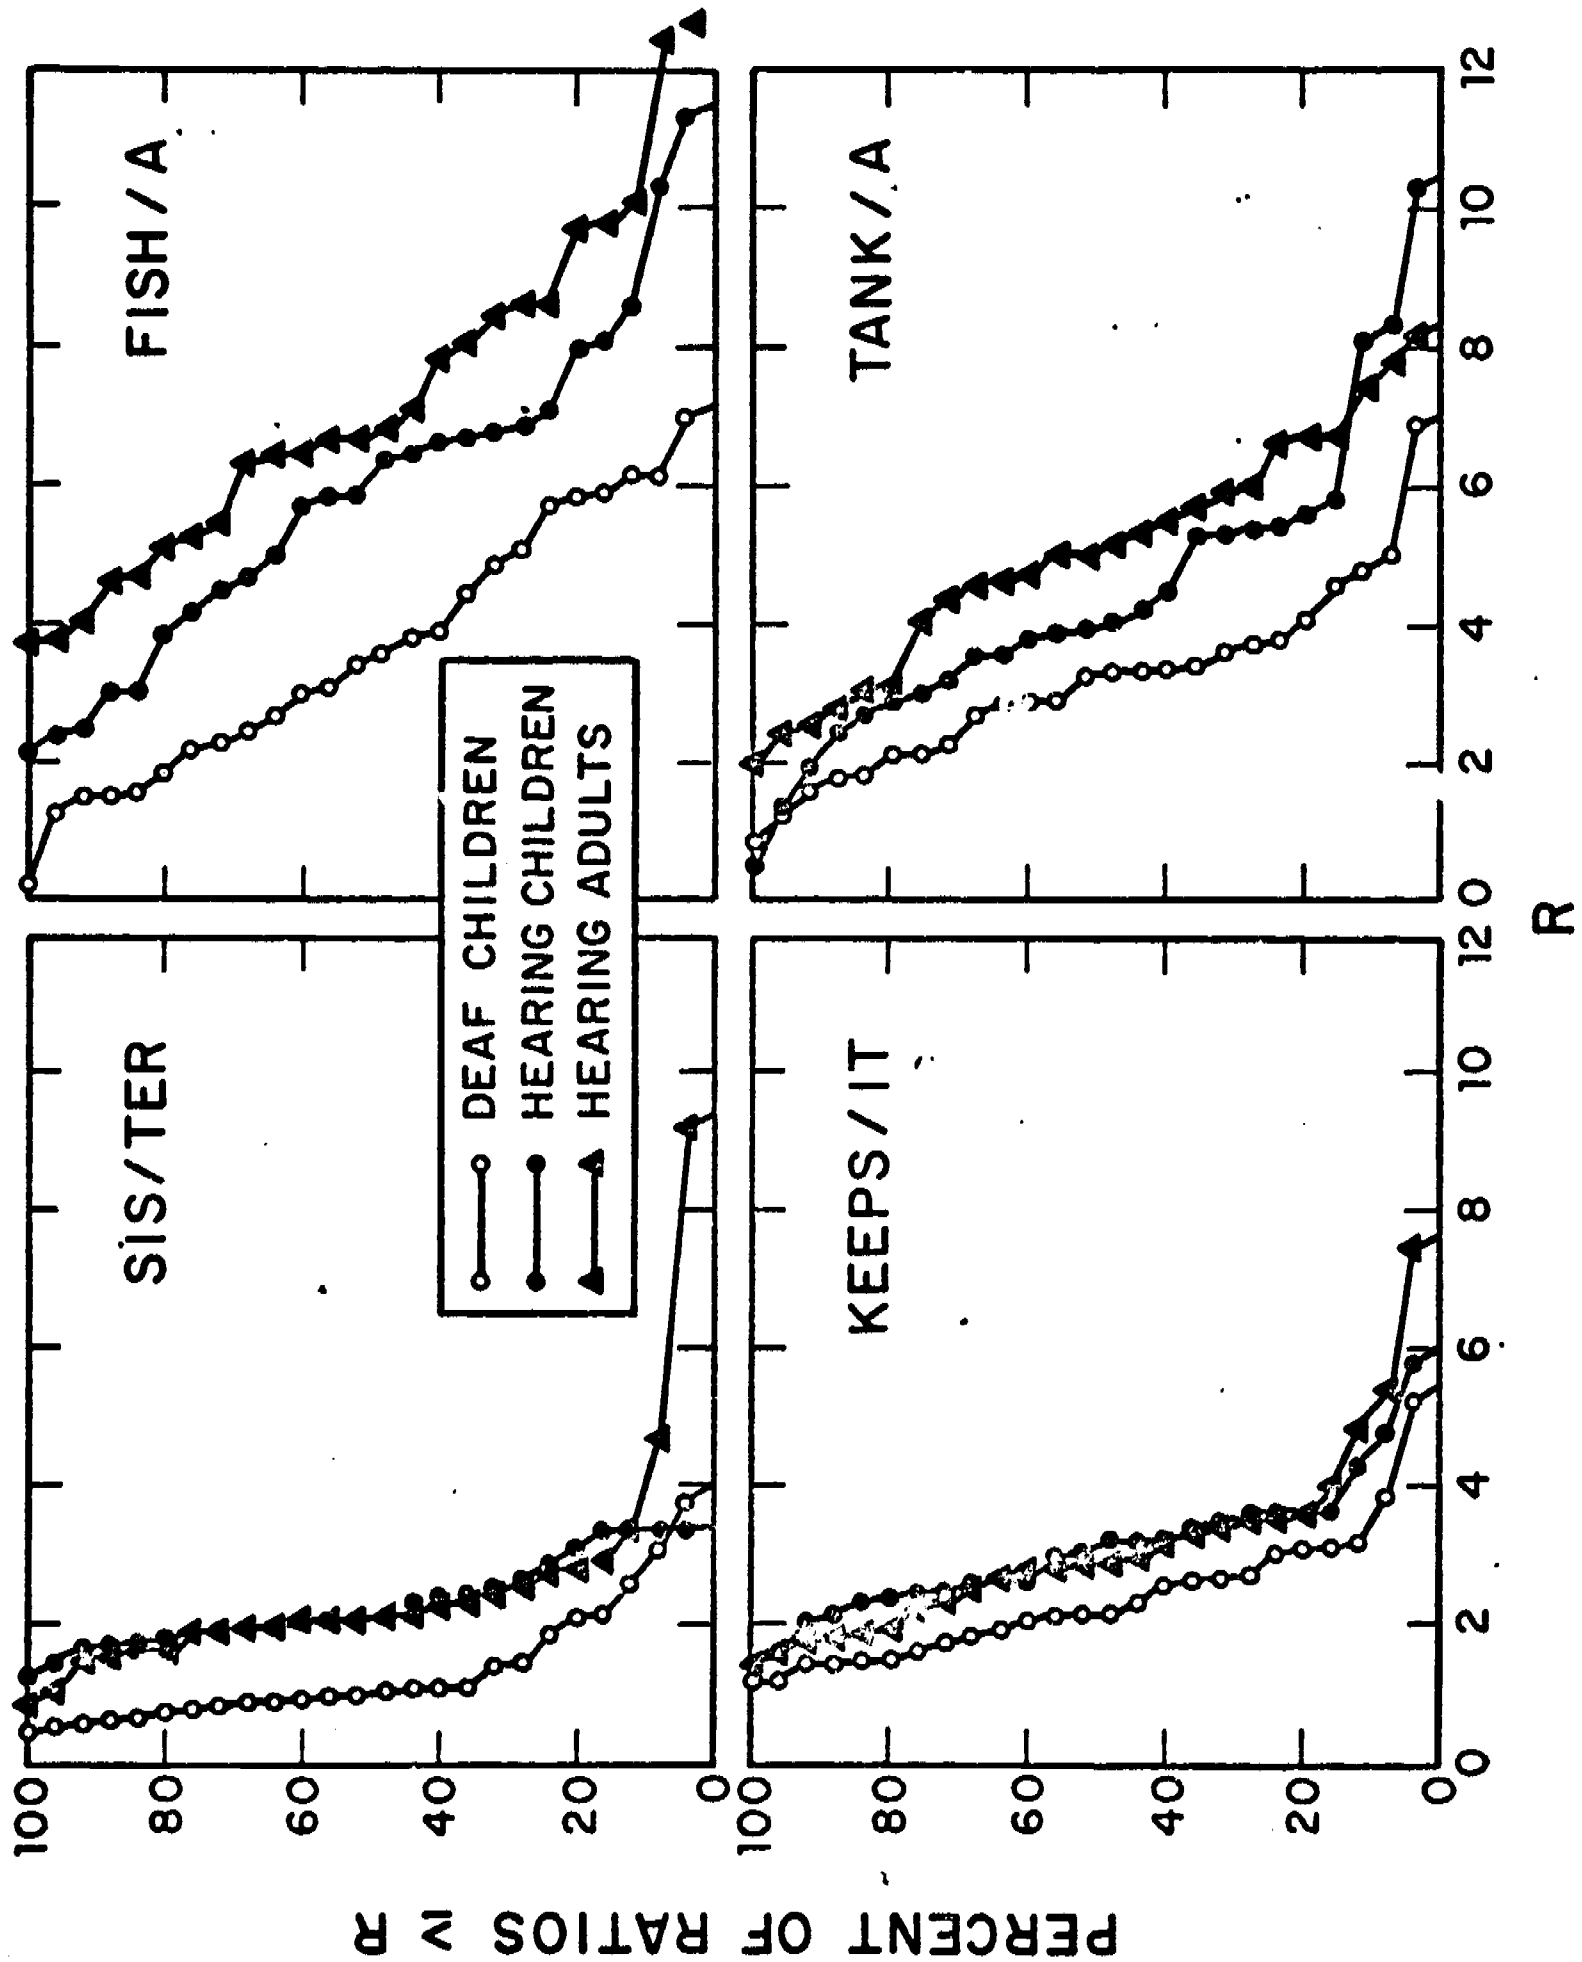 SIS/TER
FISH/A
DEAF CHILDREN
HEARING CHILDREN
HEARING ADULTS
KEEPS/IT
TANK/A
100
80
60
40
20
0
100
80
60
40
20
0
0 2 4 6 8 10 12
0 2 4 6 8 10 12
R
PERCENT OF RATIOS ≥ R